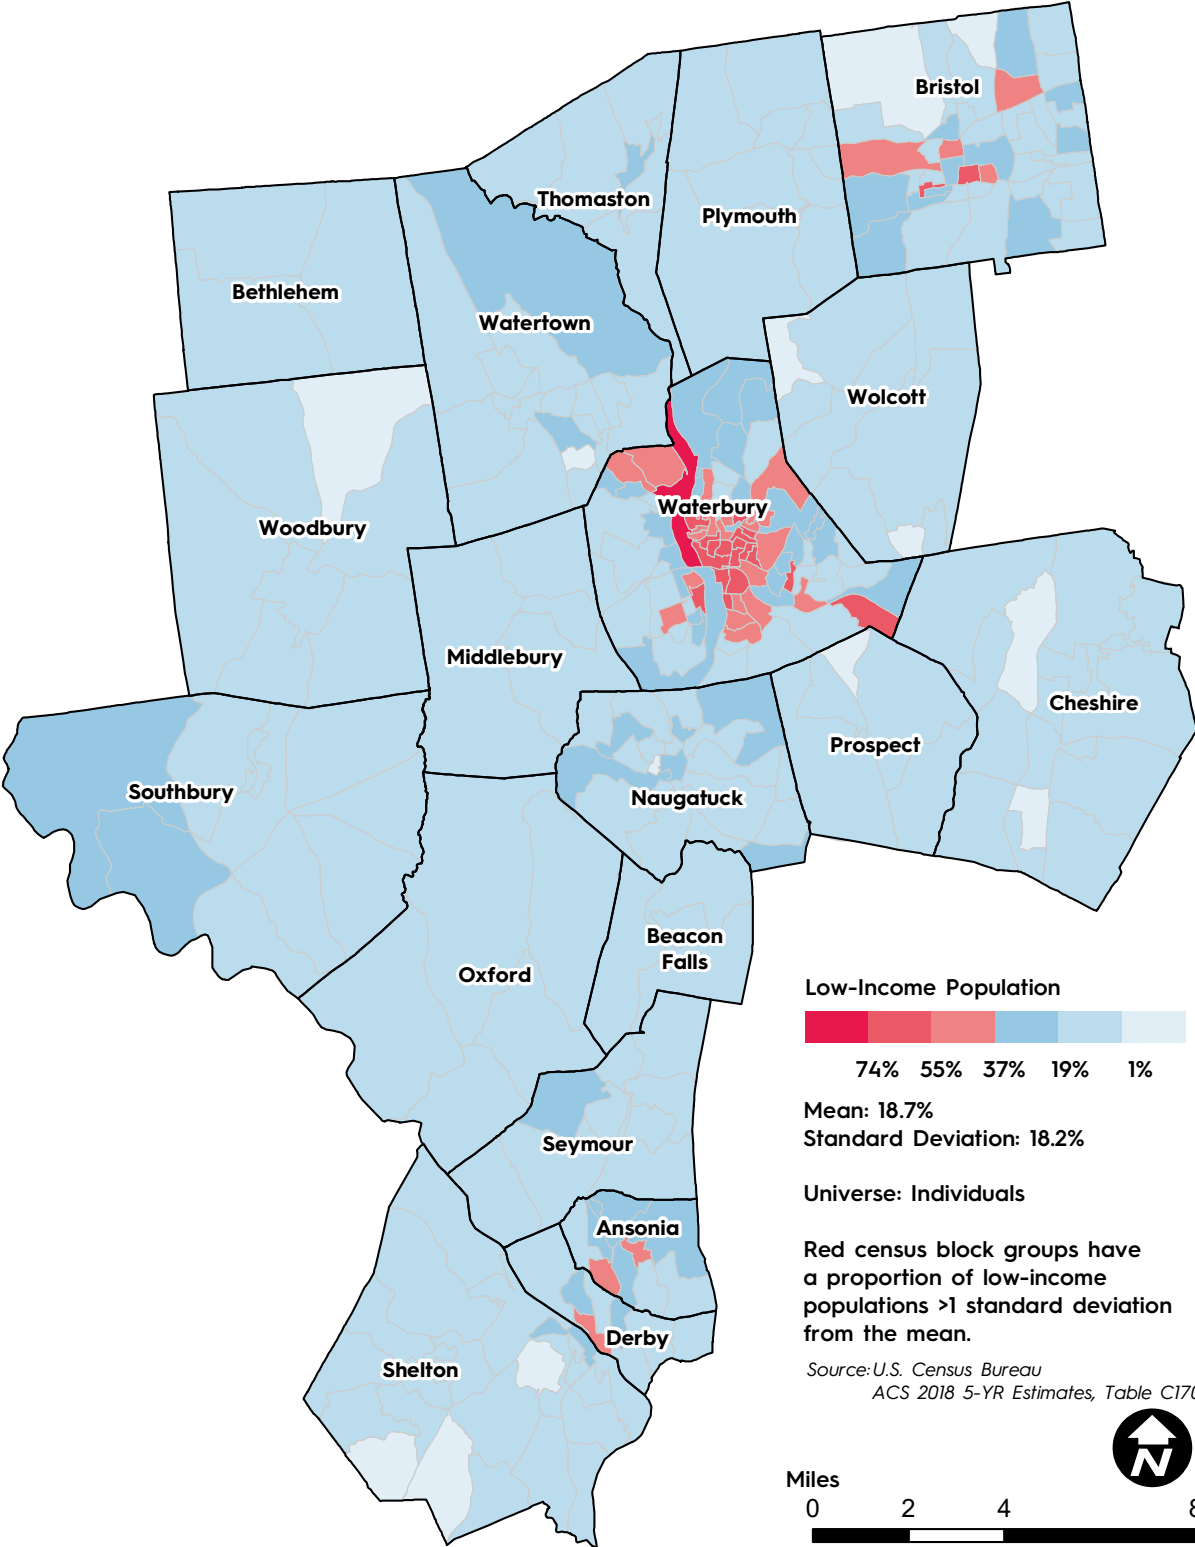 Bristol
Thomaston
Plymouth
Bethlehem
Watertown
Wolcott
Waterbury
Woodbury
Middlebury
Cheshire
Prospect
Southbury
Naugatuck
Beacon
Falls
Oxford
Low-Income Population
74% 55% 37% 19% 1%
Mean: 18.7%
Standard Deviation: 18.2%
Seymour
Universe: Individuals
Ansonia
Red census block groups have
a proportion of low-income
populations >1 standard deviation
from the mean.
Derby
Shelton
Source: U.S. Census Bureau
ACS 2018 5-YR Estimates, Table C170
N
Miles
0 2 4 8